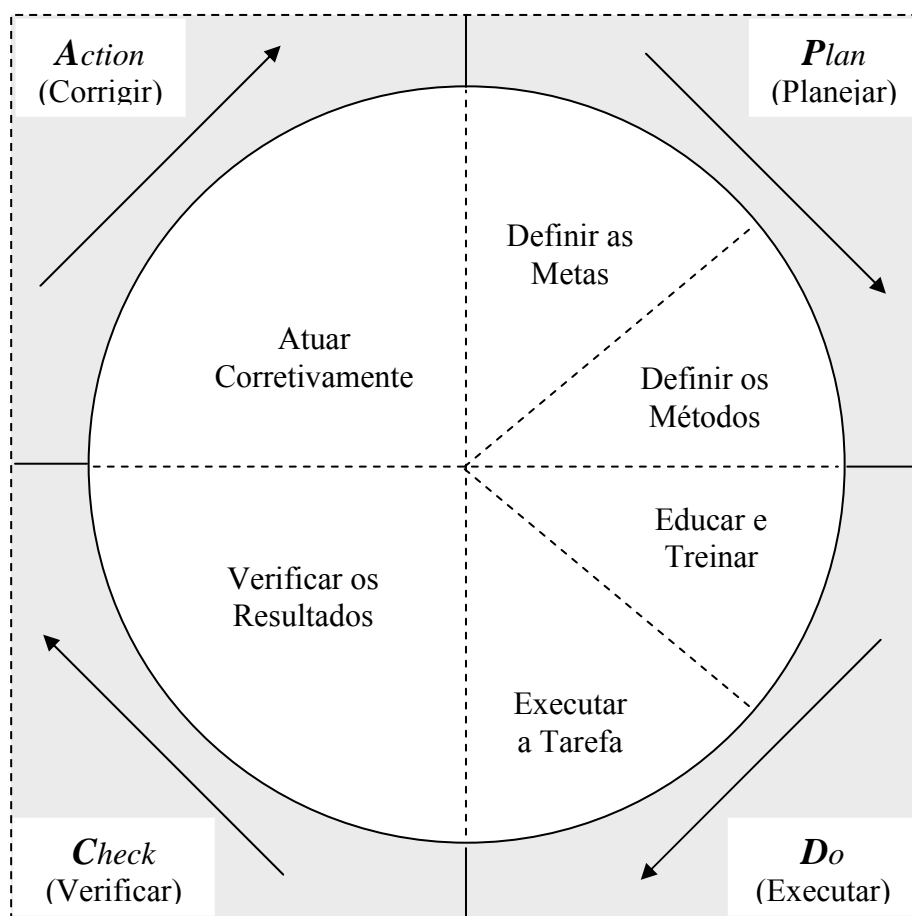 Action
(Corrigir)
Plan
(Planejar)
Definir as
Metas
Atuar
Corretivamente
Definir os
Métodos
Educar e
Treinar
Verificar os
Resultados
Executar
a Tarefa
Check
(Verificar)
Do
(Executar)